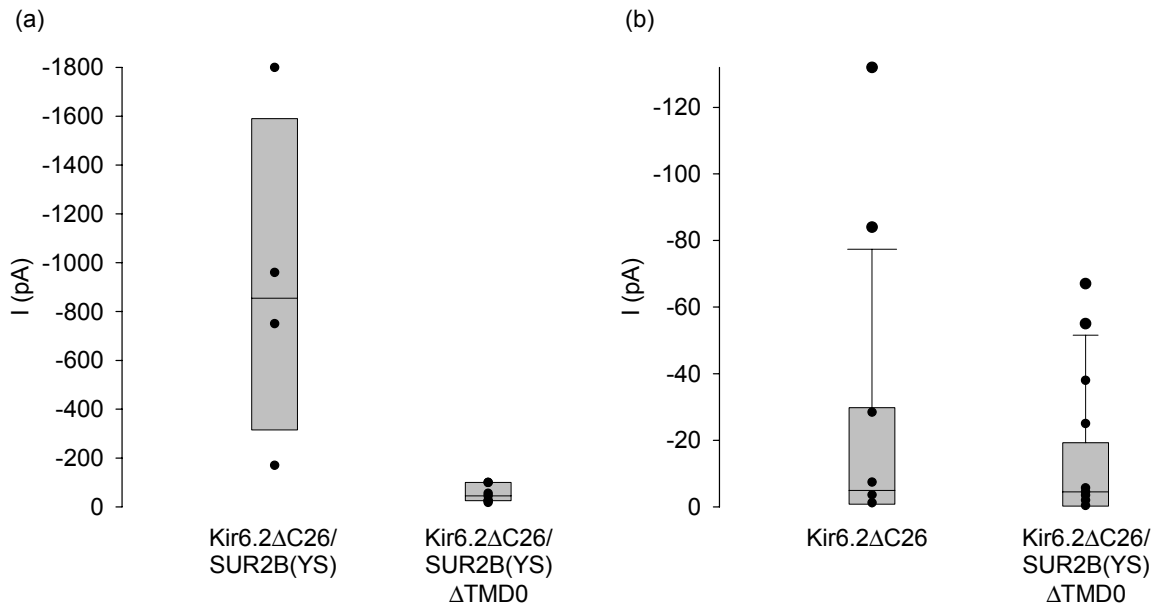 (a)
-1800
-1600
-1400
-1200
-1000
-800
-600
-400
-200
0
I (pA)
Kir6.2ΔC26/
SUR2B(YS)
Kir6.2ΔC26/
SUR2B(YS)
ΔTMD0
(b)
-120
-100
-80
-60
-40
-20
0
I (pA)
Kir6.2ΔC26
Kir6.2ΔC26/
SUR2B(YS)
ΔTMD0